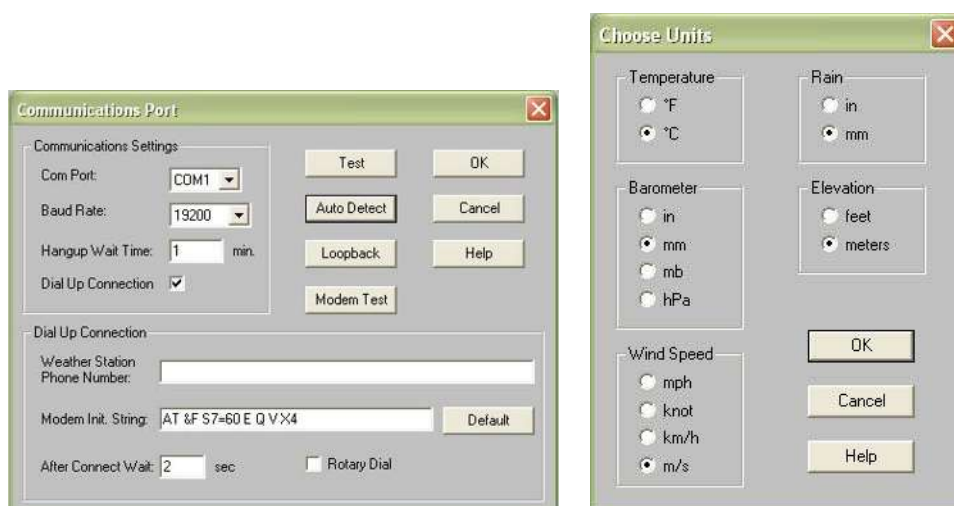 Communications Port
Communications Settings
Com Port: COM1
Baud Rate: 19200
Hangup Wait Time: 1 min.
Dial Up Connection
Test
OK
Auto Detect
Cancel
Loopback
Help
Modem Test
Dial Up Connection
Weather Station
Phone Number:
Modem Init. String: AT &F S7=60 E Q V X4
Default
After Connect Wait: 2 sec
Rotary Dial
Choose Units
Temperature
°F
°C
Rain
in
mm
Barometer
in
mm
mb
hPa
Elevation
feet
meters
Wind Speed
mph
knot
km/h
m/s
OK
Cancel
Help